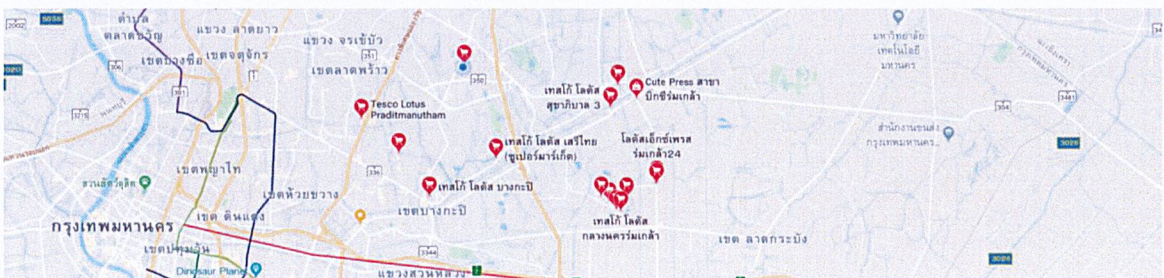 ตำบล
ตลาดขวัญ
แขวง ลาดยาว
เขตบางซื่อ
เขตจตุจักร
แขวง จรเข้บัว
เขตลาดพร้าว
Tesco Lotus
Praditmanutham
เทสโก้ โลตัส
สุขาภิบาล 3
Cute Press สาขา
บิ๊กซีร่มเกล้า
มหาวิทยาลัย
เทคโนโลยี
มหานคร
สำนักงานขนส่ง
กรุงเทพมหานคร...
เทสโก้ โลตัส เสรีไทย
(ซูเปอร์มาร์เก็ต)
โลตัสเอ็กซ์เพรส
ร่มเกล้า24
เขตพญาไท
สวนสัตว์ดุสิต
เขตห้วยขวาง
เทสโก้ โลตัส บางกะปิ
เขตบางกะปิ
เขต ดินแดง
กรุงเทพมหานคร
เขตปทุมวัน
เทสโก้ โลตัส
กลางนครร่มเกล้า
เขต ลาดกระบัง
Dinosaur Planet
แขวงสวนหลวง
304
3481
3026
3344
3026